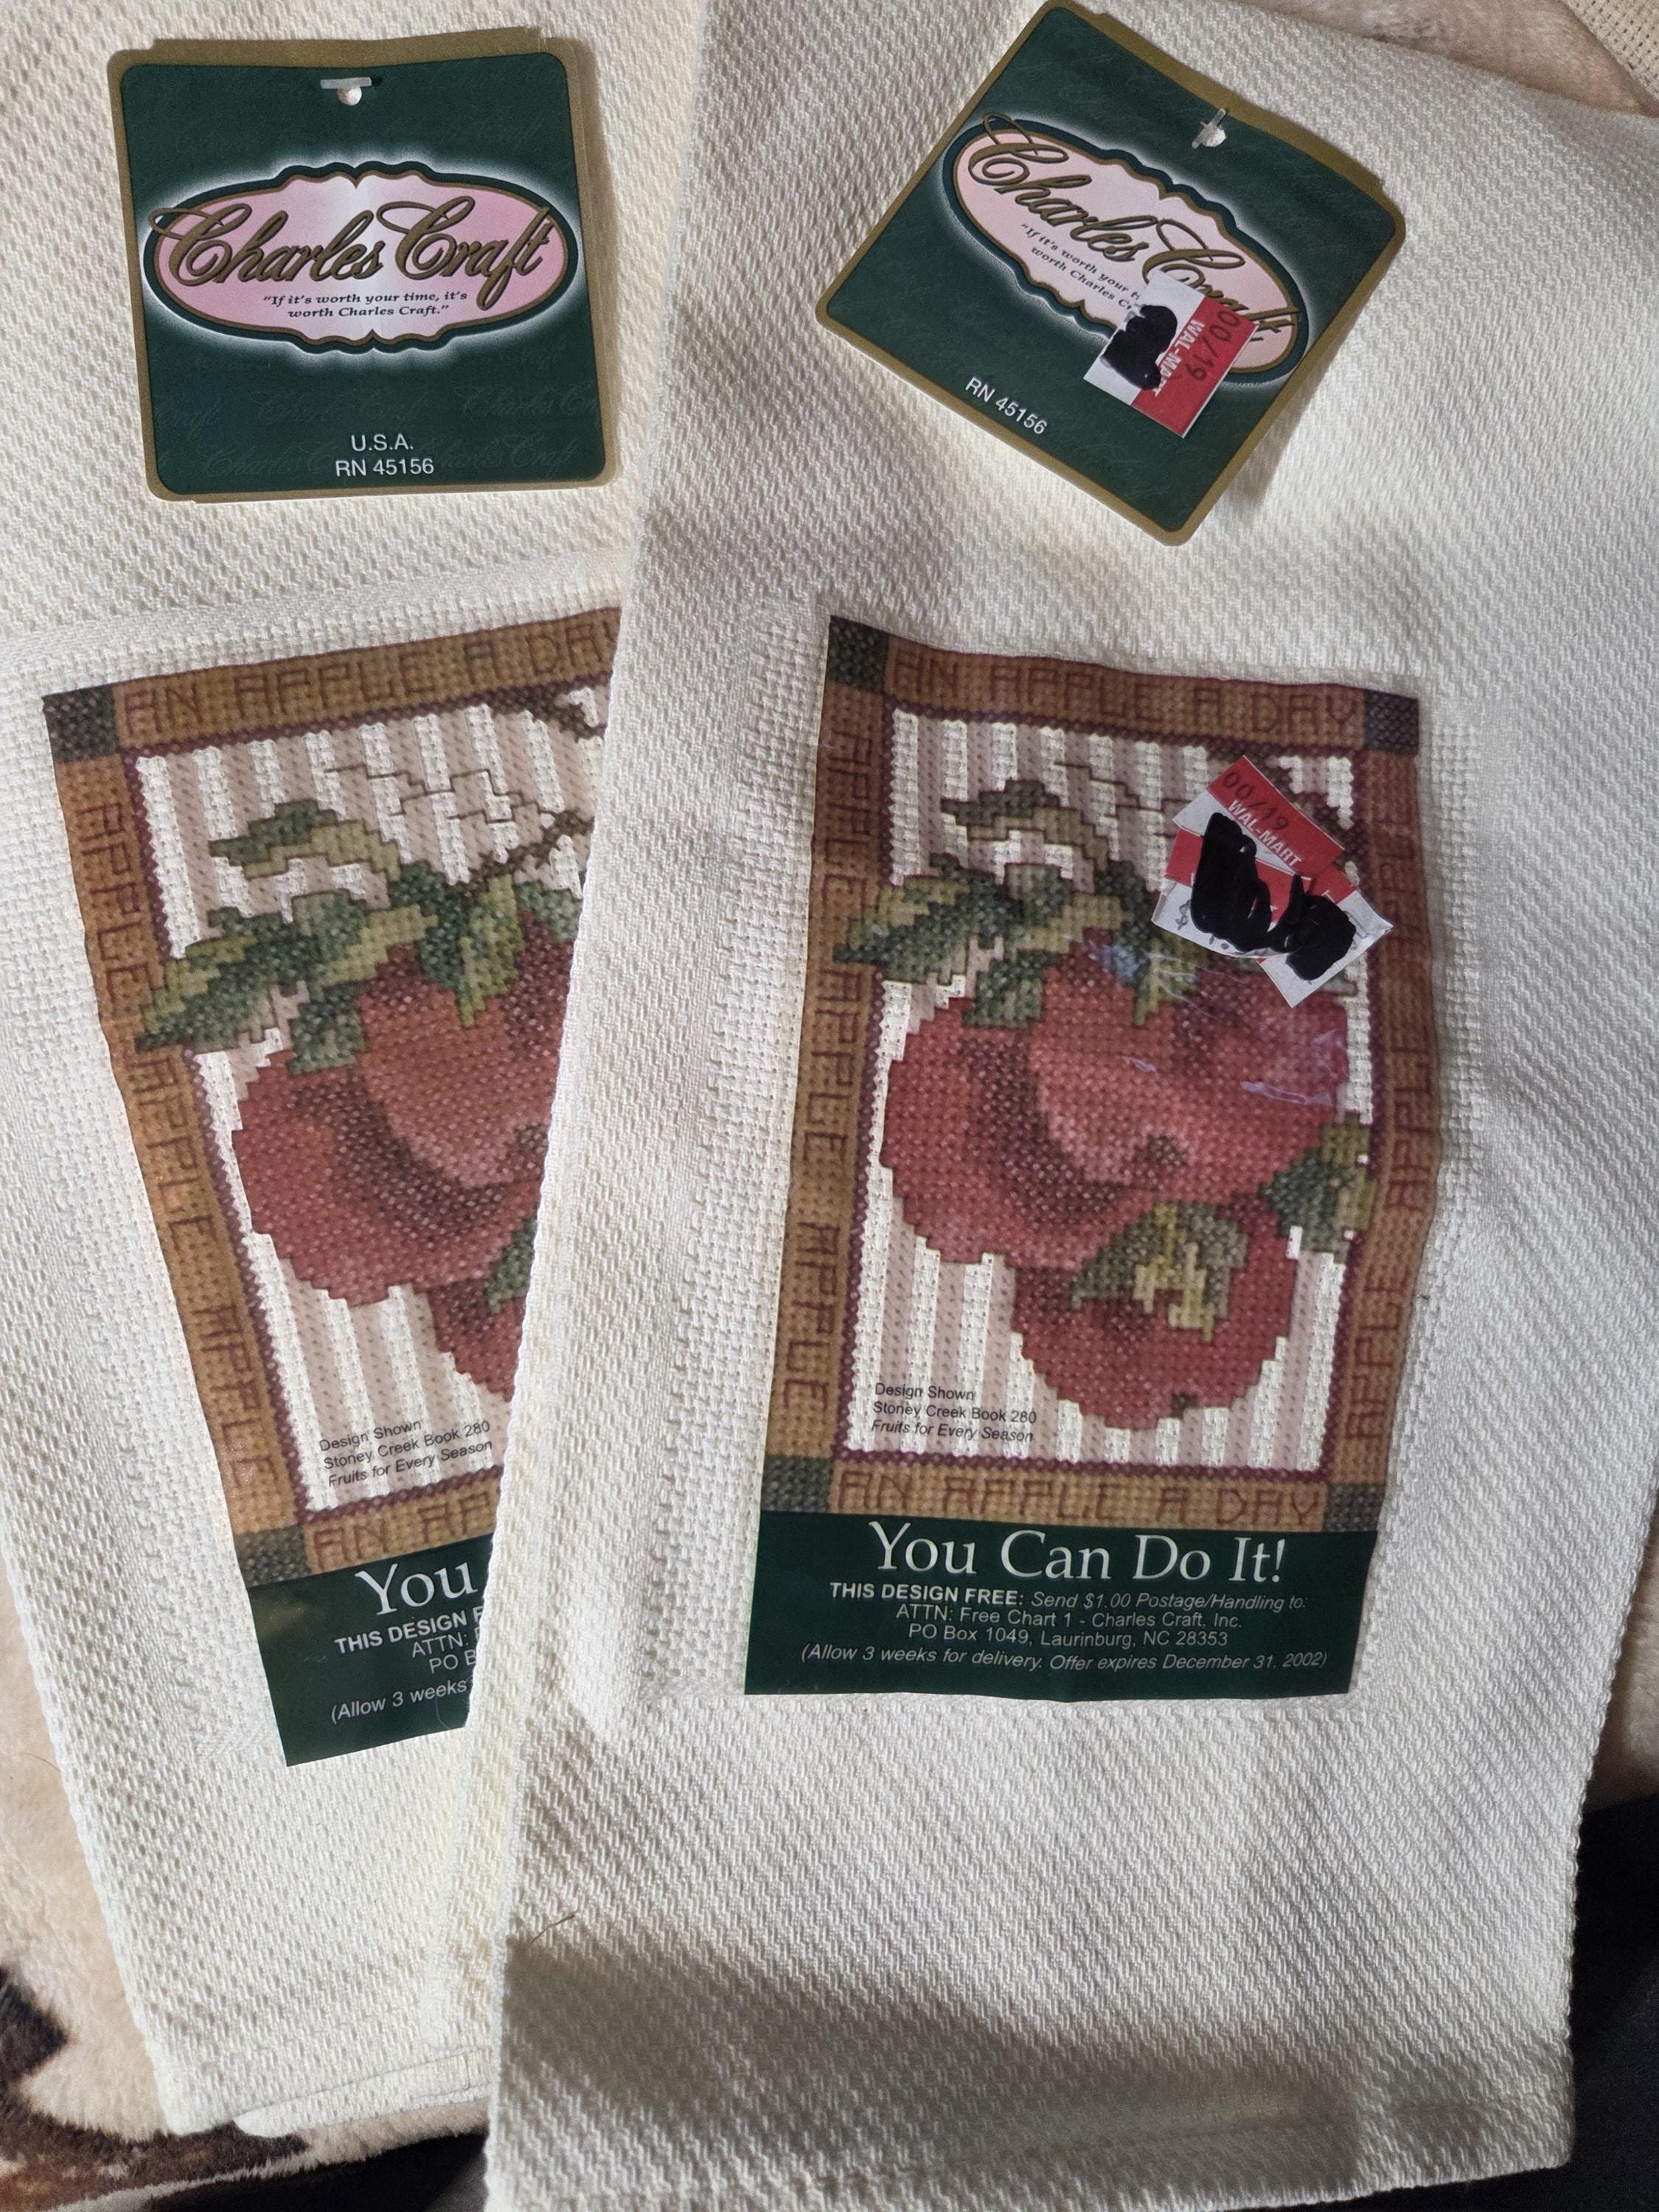 Charles Craft
"If it's worth your time, it's
worth Charles Craft."
U.S.A.
RN 45156
AN APPLE A DA
APPLE APPLE APPLE
Design Shown
Stoney Creek Book 280
Fruits for Every Season
AN AP
You
THIS DESIGN F
ATTN:
PO B
(Allow 3 weeks
Charles Craft
"If it's worth your
worth Charles C
00/19
WAL-MART
RN 45156
AN APPLE A DAY
00/19
WAL-MART
APPLE APPLE APPLE
Design Shown
Stoney Creek Book 280
Fruits for Every Season
AN APPLE A DAY
You Can Do It!
THIS DESIGN FREE: Send $1.00 Postage/Handling to:
ATTN: Free Chart 1 - Charles Craft, Inc.
PO Box 1049, Laurinburg, NC 28353
(Allow 3 weeks for delivery. Offer expires December 31, 2002)